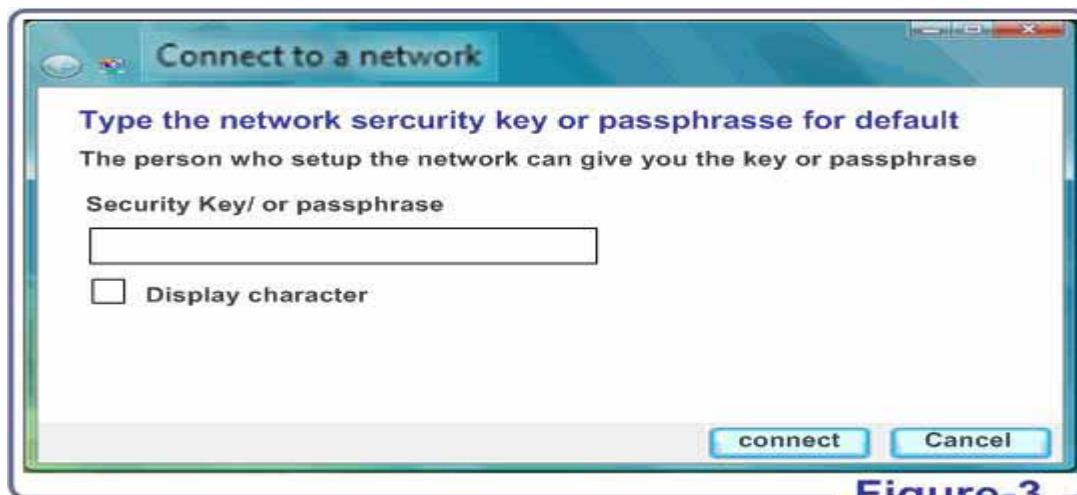 Connect to a network
Type the network sercurity key or passphrasse for default
The person who setup the network can give you the key or passphrase
Security Key/ or passphrase
Display character
connect Cancel
Figure-3